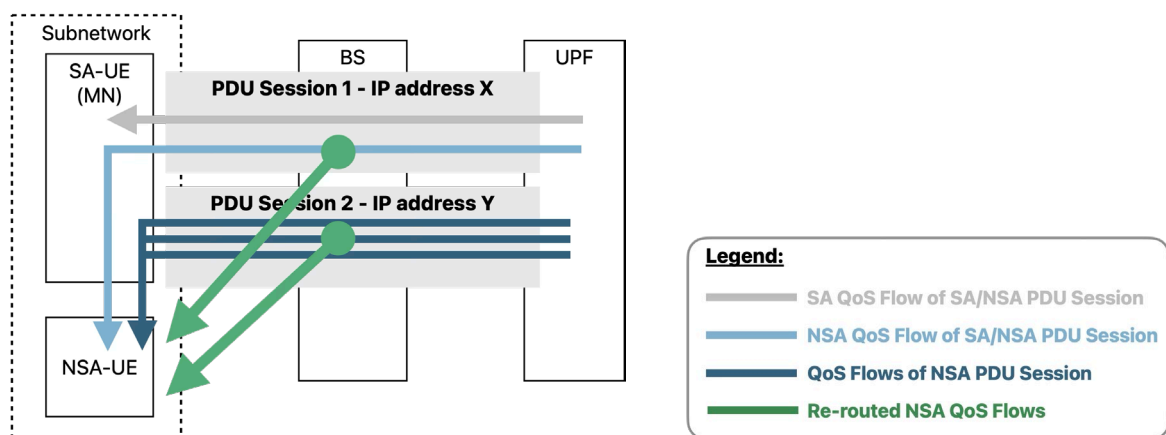 Subnetwork
SA-UE
(MN)
BS
UPF
PDU Session 1 - IP address X
PDU Session 2 - IP address Y
NSA-UE
Legend:
SA QoS Flow of SA/NSA PDU Session
NSA QoS Flow of SA/NSA PDU Session
QoS Flows of NSA PDU Session
Re-routed NSA QoS Flows